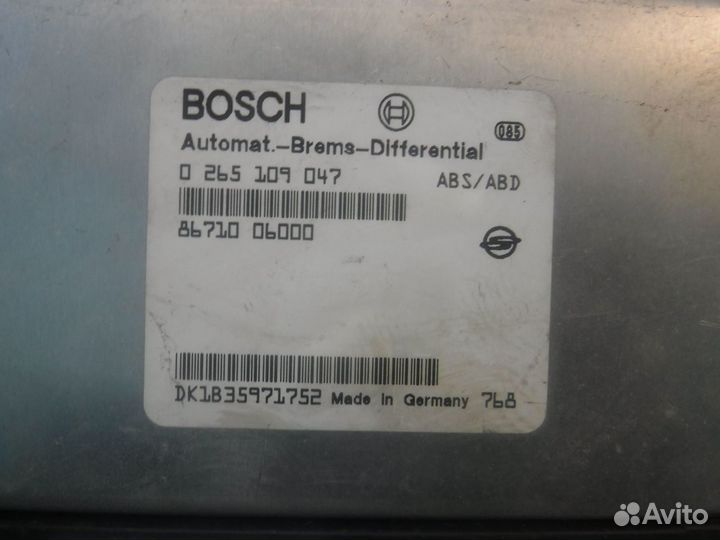 BOSCH
085
Automat.-Brems-Differential
0 265 109 047 ABS/ABD
86710 06000
DK1B35971752 Made in Germany 768
Avito